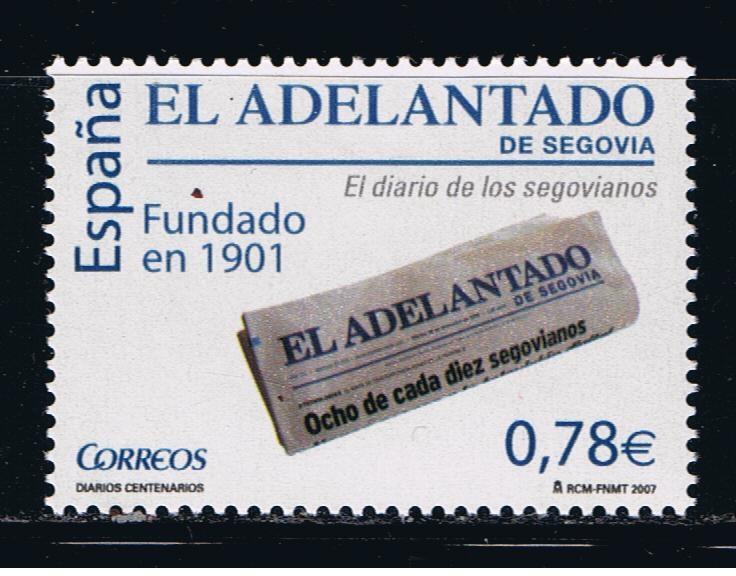 España
EL ADELANTADO
DE SEGOVIA
El diario de los segovianos
Fundado
en 1901
EL ADELANTADO
DE SEGOVIA
Ocho de cada diez segovianos
CORREOS
DIARIOS CENTENARIOS
0,78€
RCM-FNMT 2007